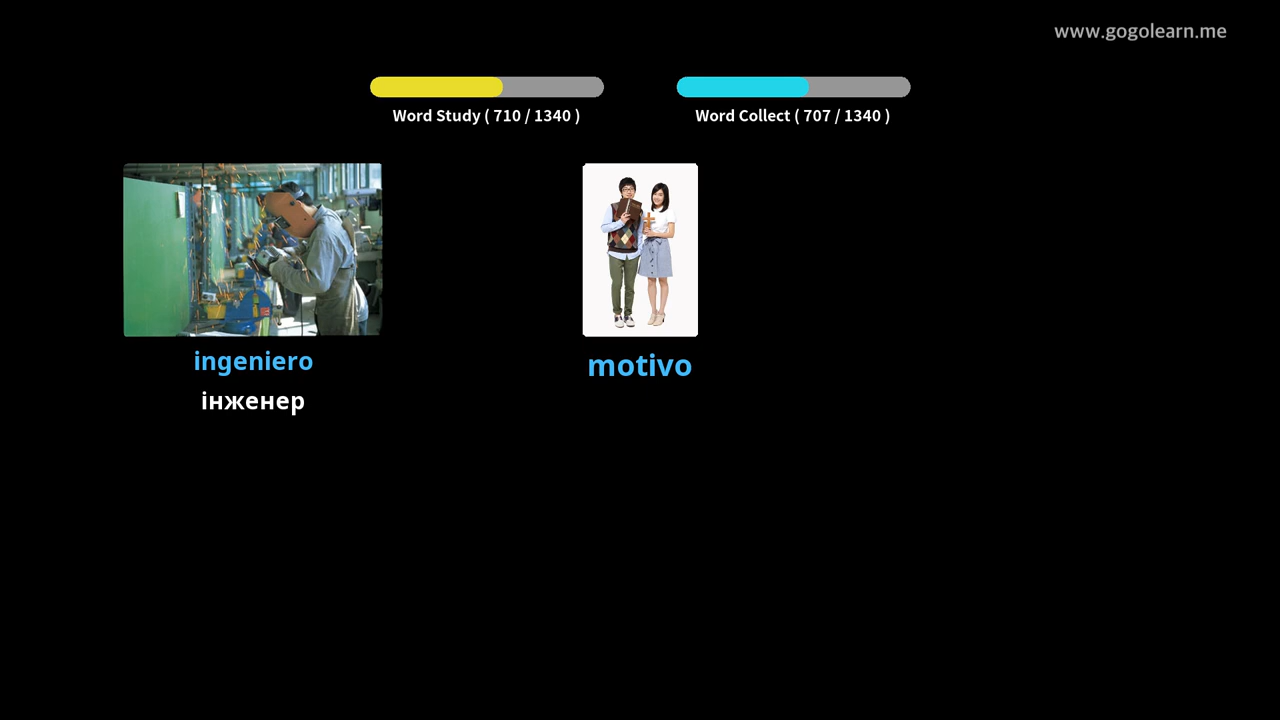 www.gogolearn.me
Word Study ( 710 / 1340 )
Word Collect ( 707 / 1340 )
ingeniero
інженер
motivo